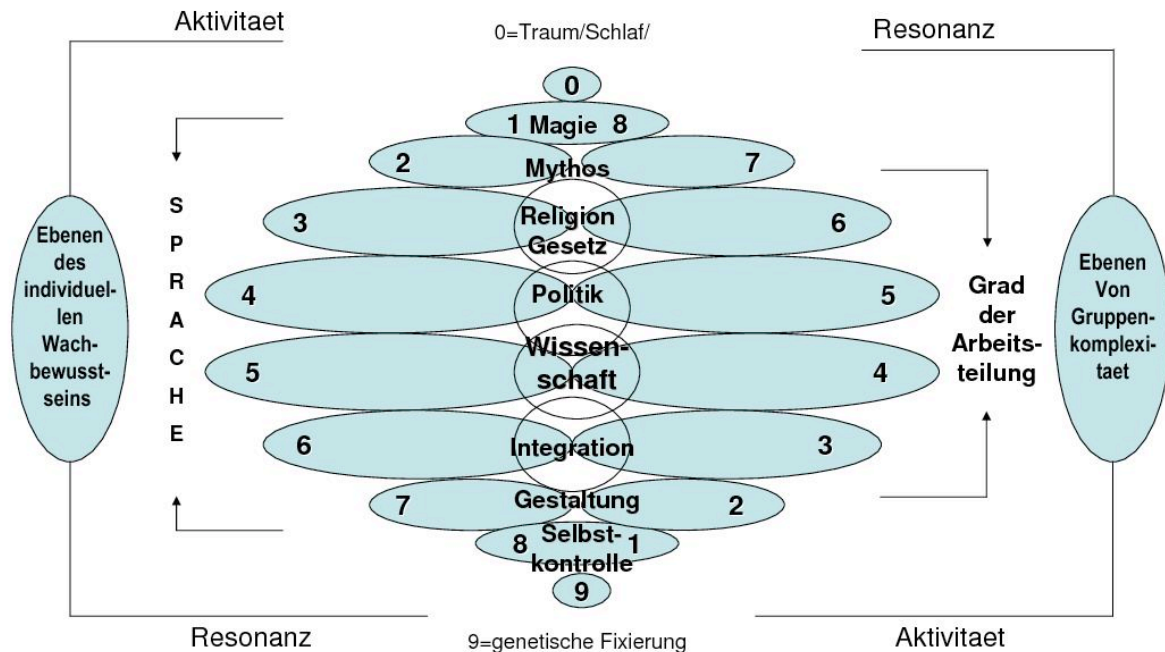 Aktivitaet
0=Traum/Schlaf/
Resonanz
0
1 Magie 8
2 Mythos 7
3 Religion 6
Gesetz
4 Politik 5
5 Wissen-
schaft 4
6 Integration 3
7 Gestaltung 2
8 Selbst- 1
kontrolle
9
S
P
R
A
C
H
E
Ebenen
des
individuel-
len
Wach-
bewusst-
seins
Grad
der
Arbeits-
teilung
Ebenen
Von
Gruppen-
komplexi-
taet
Resonanz
9=genetische Fixierung
Aktivitaet